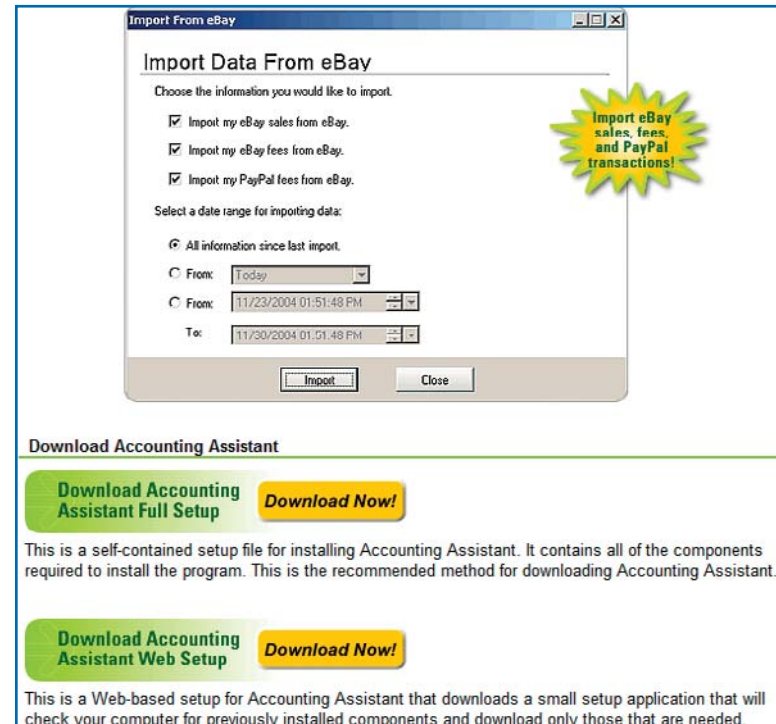 Import From eBay
Import Data From eBay
Choose the information you would like to import.
Import my eBay sales from eBay.
Import my eBay fees from eBay.
Import my PayPal fees from eBay.
Import eBay
sales, fees,
and PayPal
transactions!
Select a date range for importing data:
All information since last import.
From: Today
From: 11/23/2004 01:51:48 PM
To: 11/30/2004 01:51:48 PM
Import Close
Download Accounting Assistant
Download Accounting
Assistant Full Setup
Download Now!
This is a self-contained setup file for installing Accounting Assistant. It contains all of the components
required to install the program. This is the recommended method for downloading Accounting Assistant.
Download Accounting
Assistant Web Setup
Download Now!
This is a Web-based setup for Accounting Assistant that downloads a small setup application that will
check your computer for previously installed components and download only those that are needed.